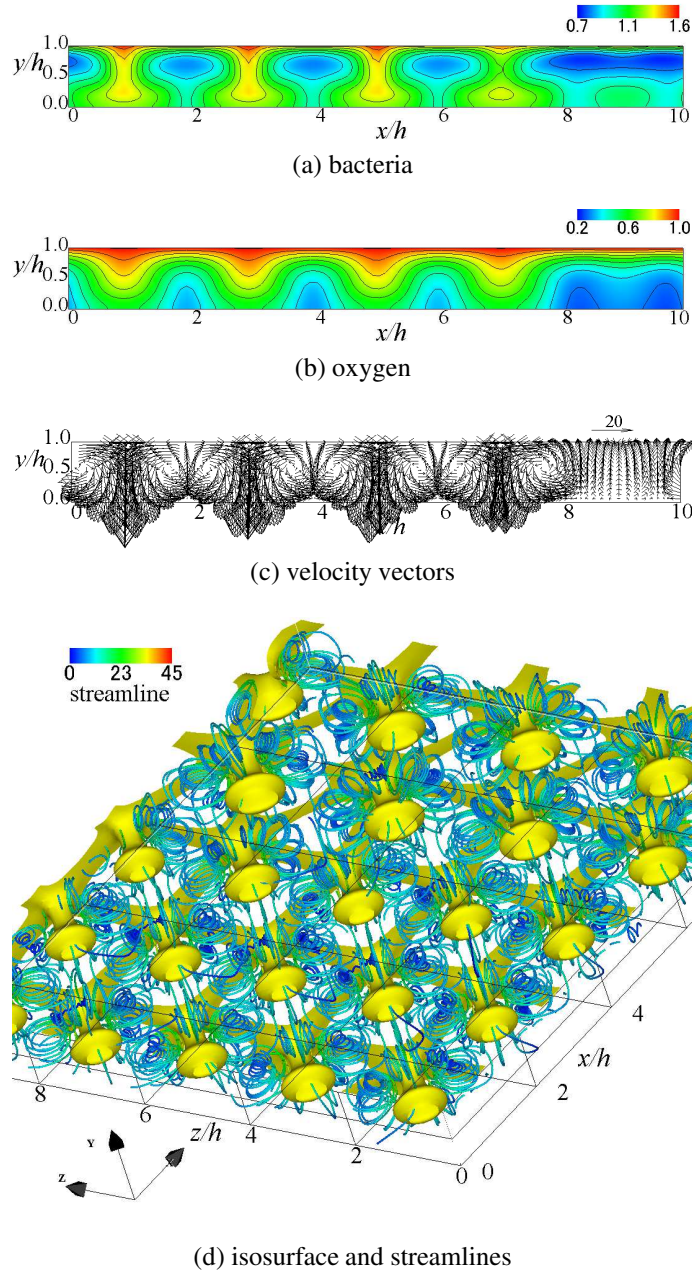 0.7 1.1 1.6
1.0
y/h
0.5
0.0
0 2 4 6 8 10
x/h
(a) bacteria
0.2 0.6 1.0
1.0
y/h
0.5
0.0
0 2 4 6 8 10
x/h
(b) oxygen
20
1.0
y/h
0.5
0.0
0 2 4 6 8 10
/h
(c) velocity vectors
0 23 45
streamline
4
x/h
2
8
6
z/h
4
2
0 0
Y
Z
(d) isosurface and streamlines